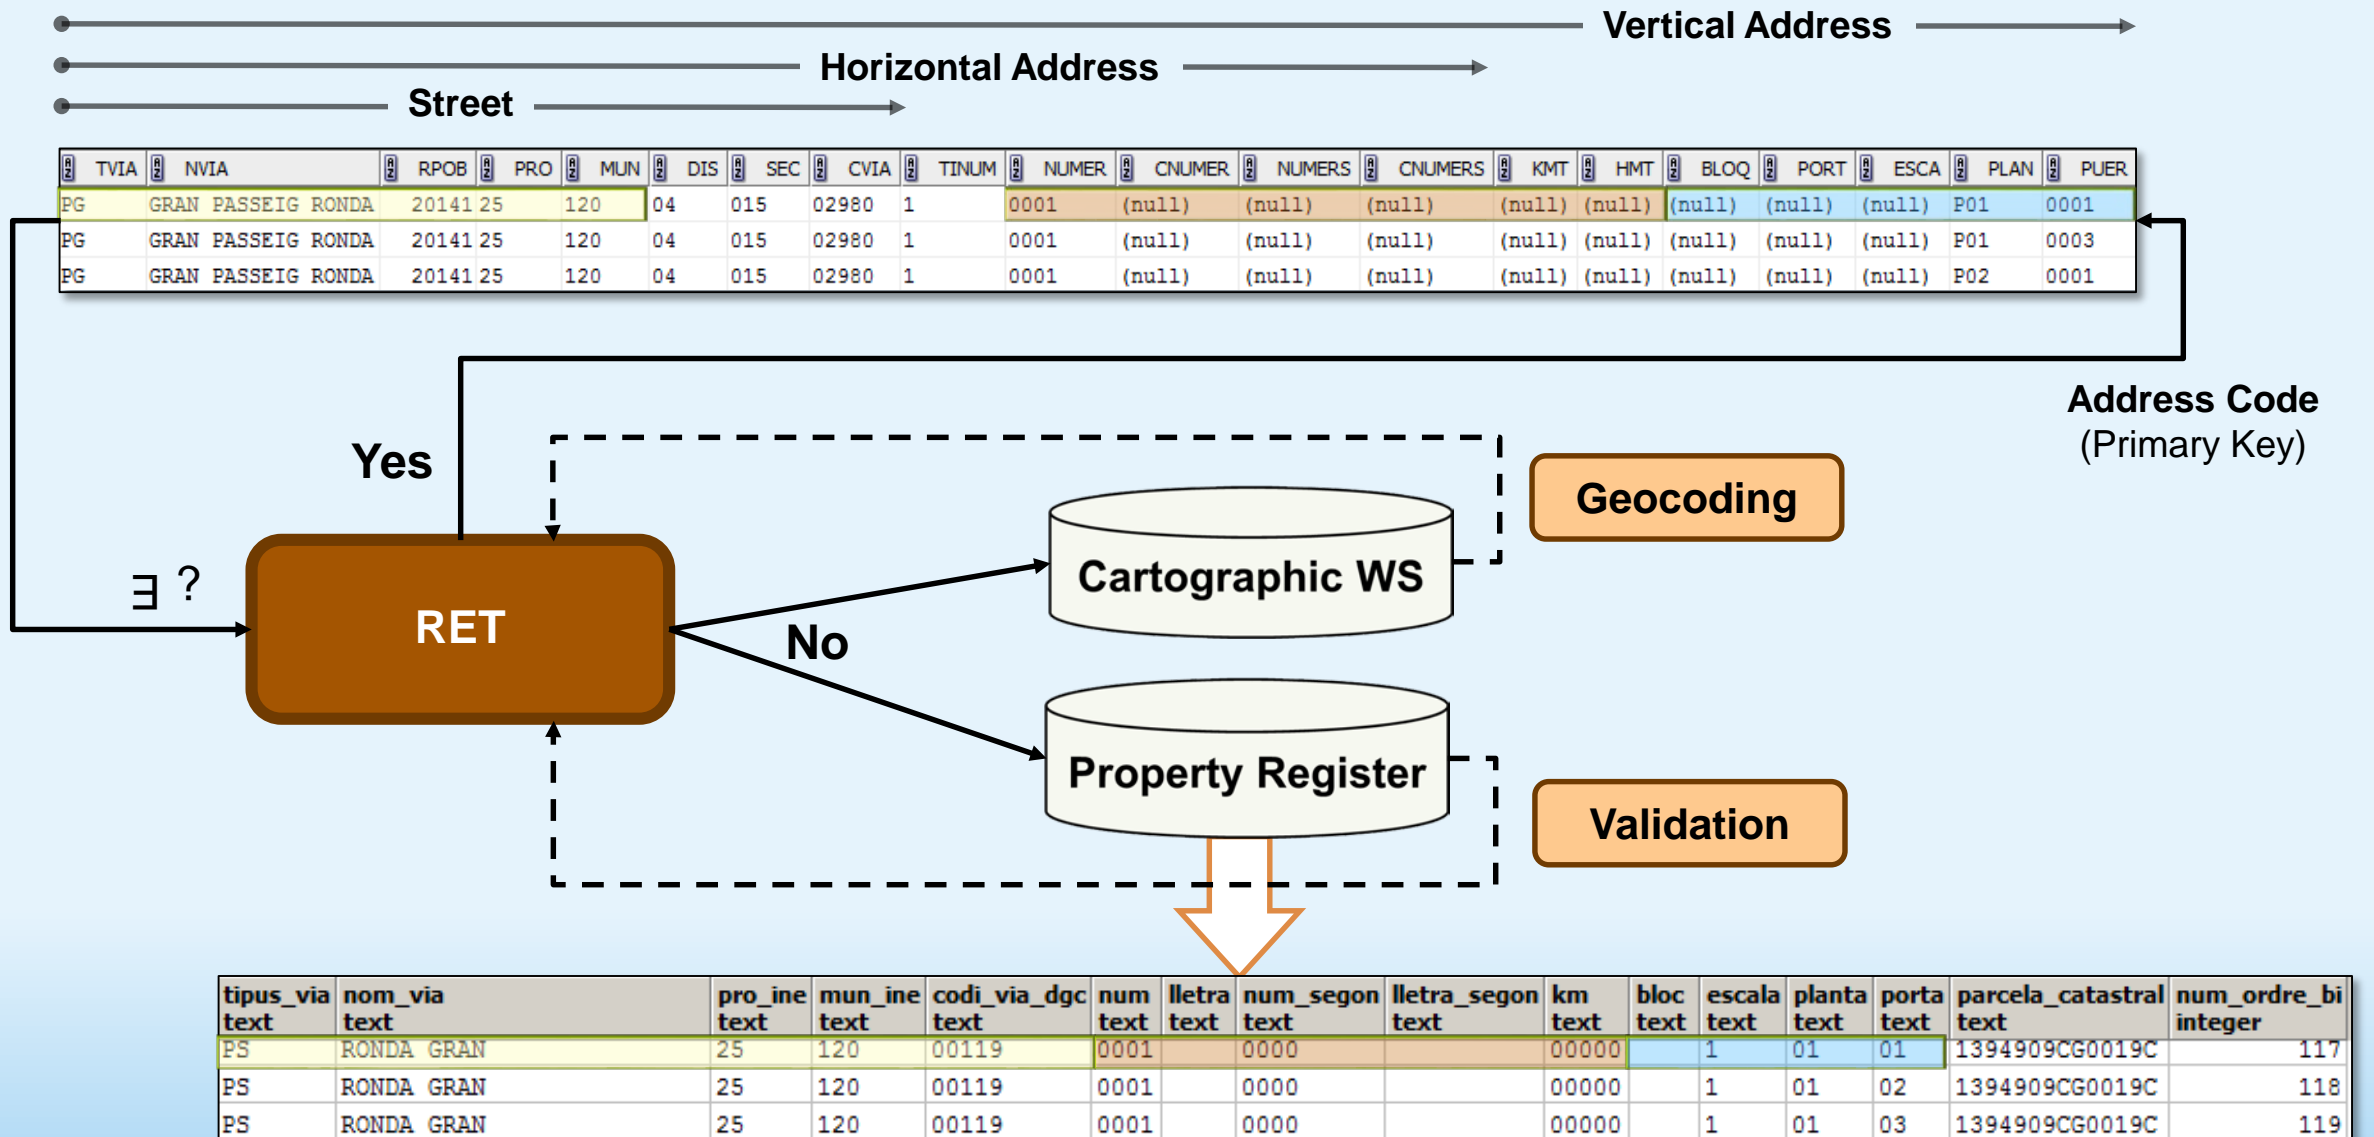 Vertical Address
Horizontal Address
Street
TVIA NVIA RPOB PRO MUN DIS SEC CVIA TINUM NUMER CNUMER NUMERS CNUMERS KMT HMT BLOQ PORT ESCA PLAN PUER
PG GRAN PASSEIG RONDA 20141 25 120 04 015 02980 1 0001 (null) (null) (null) (null) (null) (null) (null) (null) P01 0001
PG GRAN PASSEIG RONDA 20141 25 120 04 015 02980 1 0001 (null) (null) (null) (null) (null) (null) (null) (null) P01 0003
PG GRAN PASSEIG RONDA 20141 25 120 04 015 02980 1 0001 (null) (null) (null) (null) (null) (null) (null) (null) P02 0001
Address Code
(Primary Key)
Yes
Geocoding
Cartographic WS
∃ ?
RET
No
Property Register
Validation
tipus_via nom_via pro_ine mun_ine codi_via_dgc num lletra num_segon lletra_segon km bloc escala planta porta parcela_catastral num_ordre_bi
text text text text text text text text text text text text text text text integer
PS RONDA GRAN 25 120 00119 0001 0000 00000 1 01 01 1394909CG0019C 117
PS RONDA GRAN 25 120 00119 0001 0000 00000 1 01 02 1394909CG0019C 118
PS RONDA GRAN 25 120 00119 0001 0000 00000 1 01 03 1394909CG0019C 119